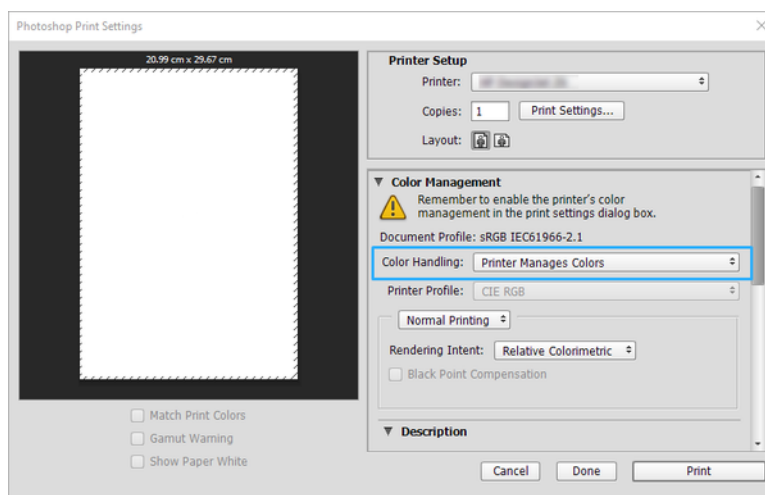 Photoshop Print Settings
20.99 cm x 29.67 cm
Match Print Colors
Gamut Warning
Show Paper White
Printer Setup
Printer:
Copies: 1 Print Settings...
Layout:
Color Management
Remember to enable the printer's color
management in the print settings dialog box.
Document Profile: sRGB IEC61966-2.1
Color Handling: Printer Manages Colors
Printer Profile: CIE RGB
Normal Printing
Rendering Intent: Relative Colorimetric
Black Point Compensation
Description
Cancel Done Print